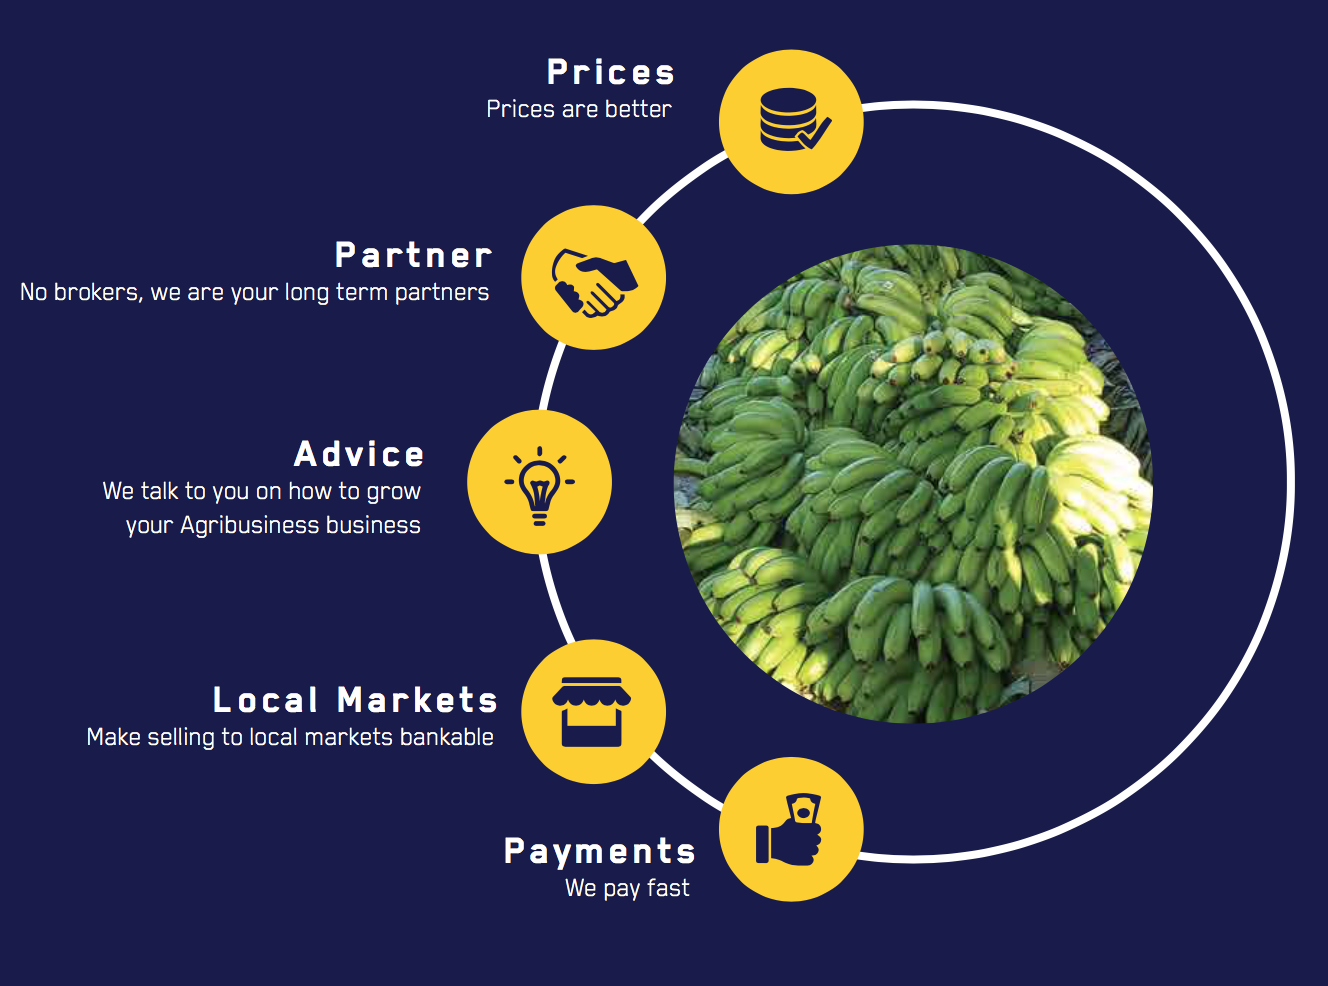 Prices
Prices are better
Partner
No brokers, we are your long term partners
Advice
We talk to you on how to grow
your Agribusiness business
Local Markets
Make selling to local markets bankable
Payments
We pay fast